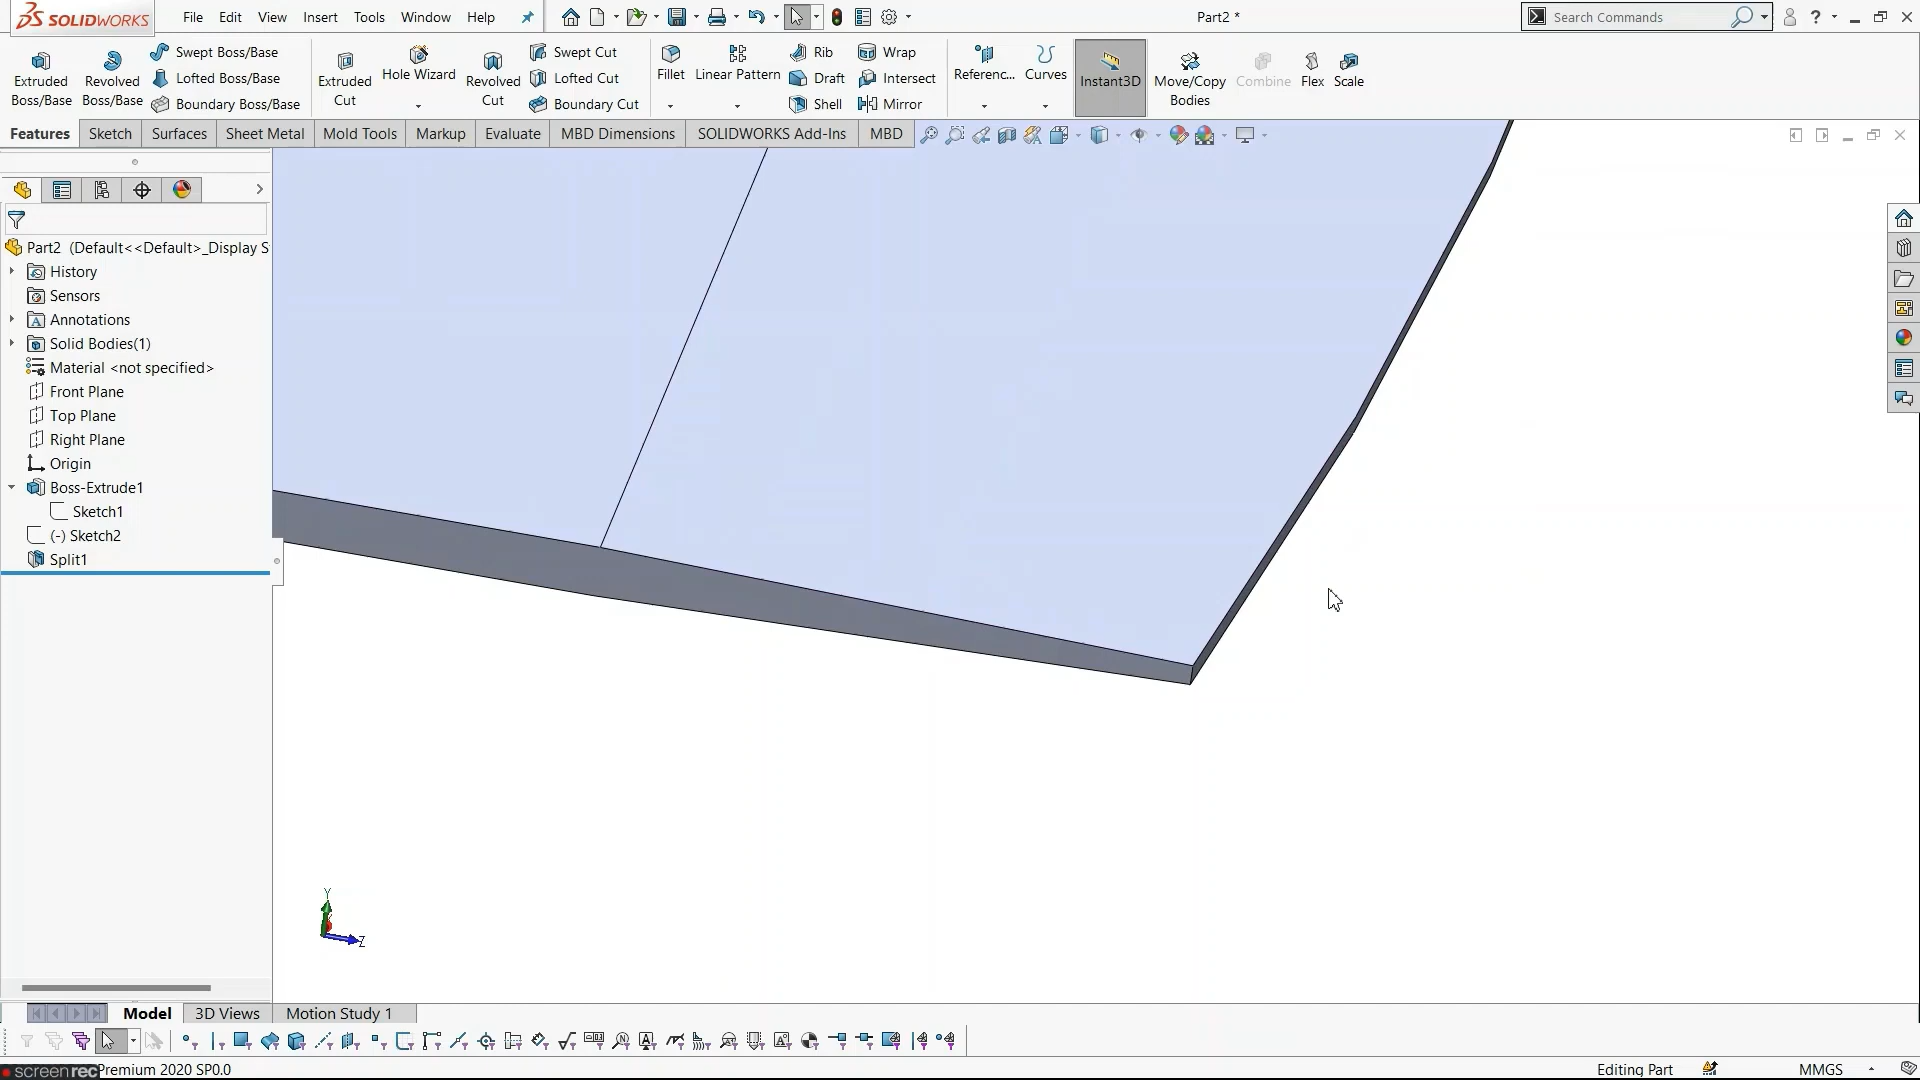 SOLIDWORKS File Edit View Insert Tools Window Help Part2 * Search Commands
Extruded Boss/Base
Revolved Boss/Base
Swept Boss/Base
Lofted Boss/Base
Boundary Boss/Base
Extruded Cut
Hole Wizard
Revolved Cut
Swept Cut
Lofted Cut
Boundary Cut
Fillet
Linear Pattern
Rib
Draft
Shell
Wrap
Intersect
Mirror
Referenc...
Curves
Instant3D
Move/Copy Bodies
Combine
Flex
Scale
Features Sketch Surfaces Sheet Metal Mold Tools Markup Evaluate MBD Dimensions SOLIDWORKS Add-Ins MBD
Part2 (Default<<Default>_Display S
History
Sensors
Annotations
Solid Bodies(1)
Material <not specified>
Front Plane
Top Plane
Right Plane
Origin
Boss-Extrude1
Sketch1
(-) Sketch2
Split1
Y
Z
Model 3D Views Motion Study 1
screenrec Premium 2020 SP0.0 Editing Part MMGS